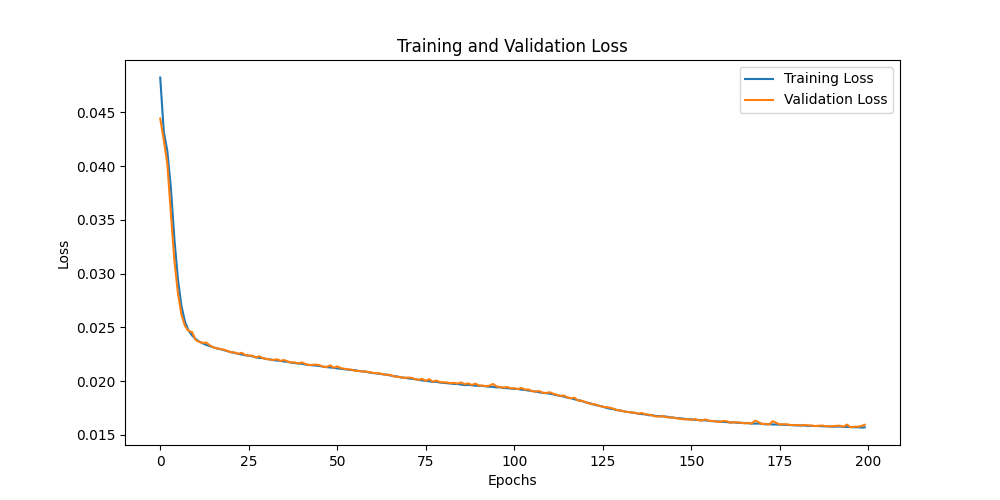 Training and Validation Loss
Training Loss
Validation Loss
Loss
0.045
0.040
0.035
0.030
0.025
0.020
0.015
0 25 50 75 100 125 150 175 200
Epochs